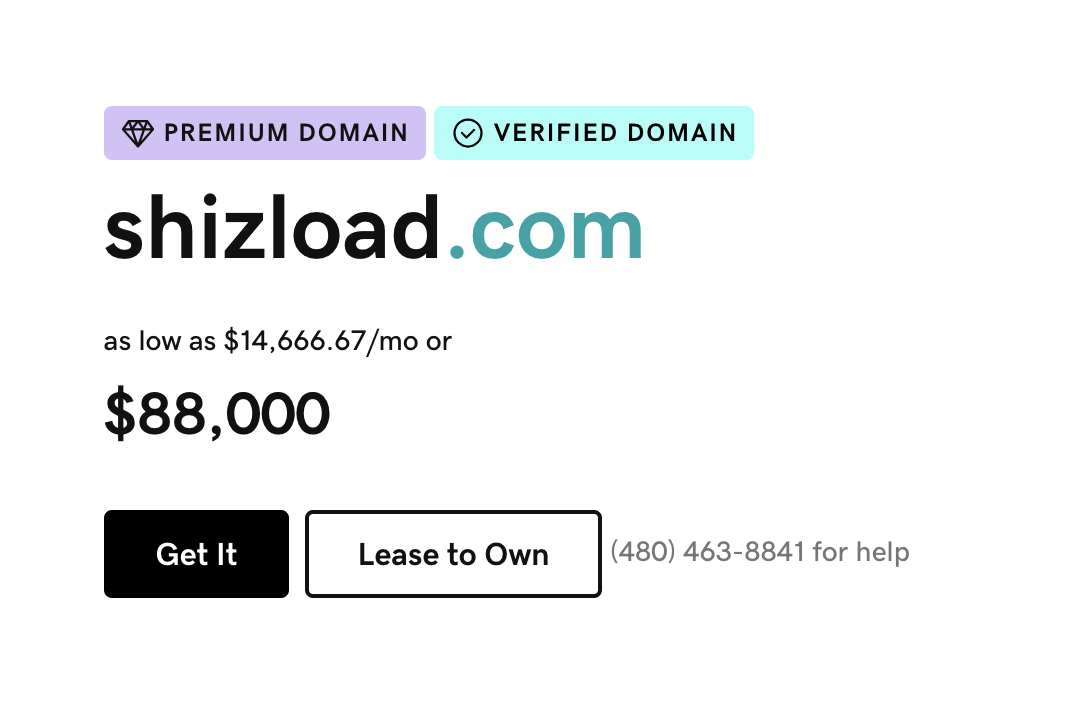 PREMIUM DOMAIN VERIFIED DOMAIN
shizload.com
as low as $14,666.67/mo or
$88,000
Get It Lease to Own (480) 463-8841 for help